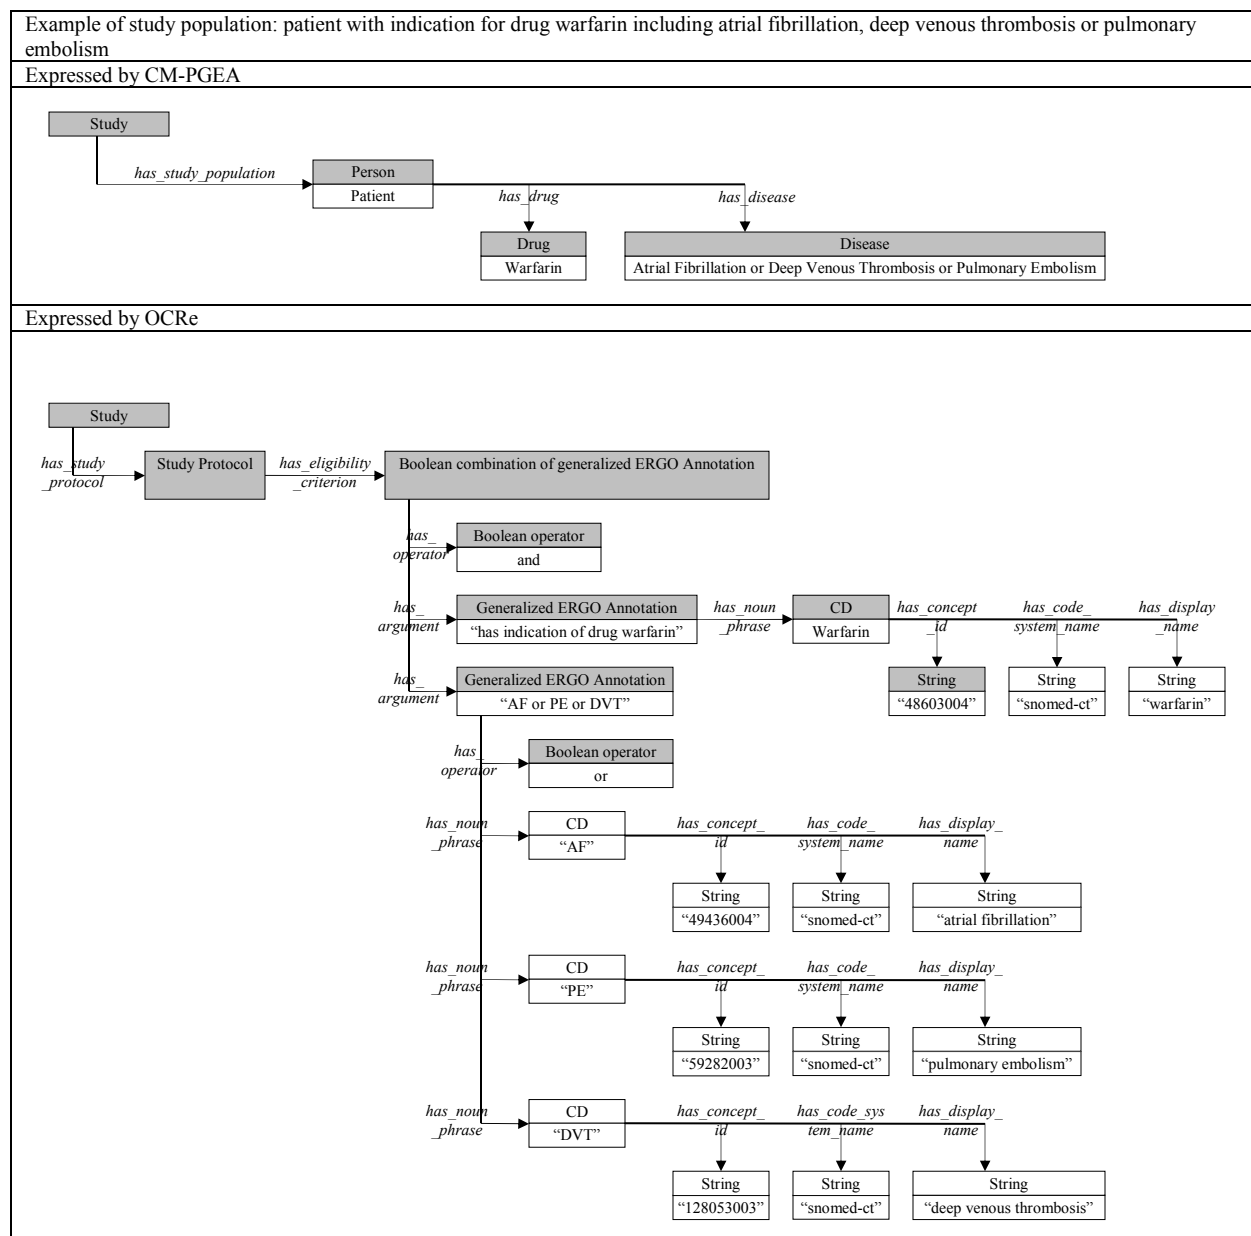 Example of study population: patient with indication for drug warfarin including atrial fibrillation, deep venous thrombosis or pulmonary
embolism
Expressed by CM-PGEA
Study
has_study_population
Person
Patient
has_drug
has_disease
Drug
Warfarin
Disease
Atrial Fibrillation or Deep Venous Thrombosis or Pulmonary Embolism
Expressed by OCRe
Study
has_study
_protocol
Study Protocol
has_eligibility
_criterion
Boolean combination of generalized ERGO Annotation
has_
operator
Boolean operator
and
has_
argument
Generalized ERGO Annotation
“has indication of drug warfarin”
has_noun
_phrase
CD
Warfarin
has_concept
_id
has_code_
system_name
has_display
_name
String
“48603004”
String
“snomed-ct”
String
“warfarin”
has_
argument
Generalized ERGO Annotation
“AF or PE or DVT”
has_
operator
Boolean operator
or
has_noun
_phrase
CD
“AF”
has_concept_
id
has_code_
system_name
has_display_
name
String
“49436004”
String
“snomed-ct”
String
“atrial fibrillation”
has_noun
_phrase
CD
“PE”
has_concept_
id
has_code_
system_name
has_display_
name
String
“59282003”
String
“snomed-ct”
String
“pulmonary embolism”
has_noun
_phrase
CD
“DVT”
has_concept_
id
has_code_sys
tem_name
has_display_
name
String
“128053003”
String
“snomed-ct”
String
“deep venous thrombosis”